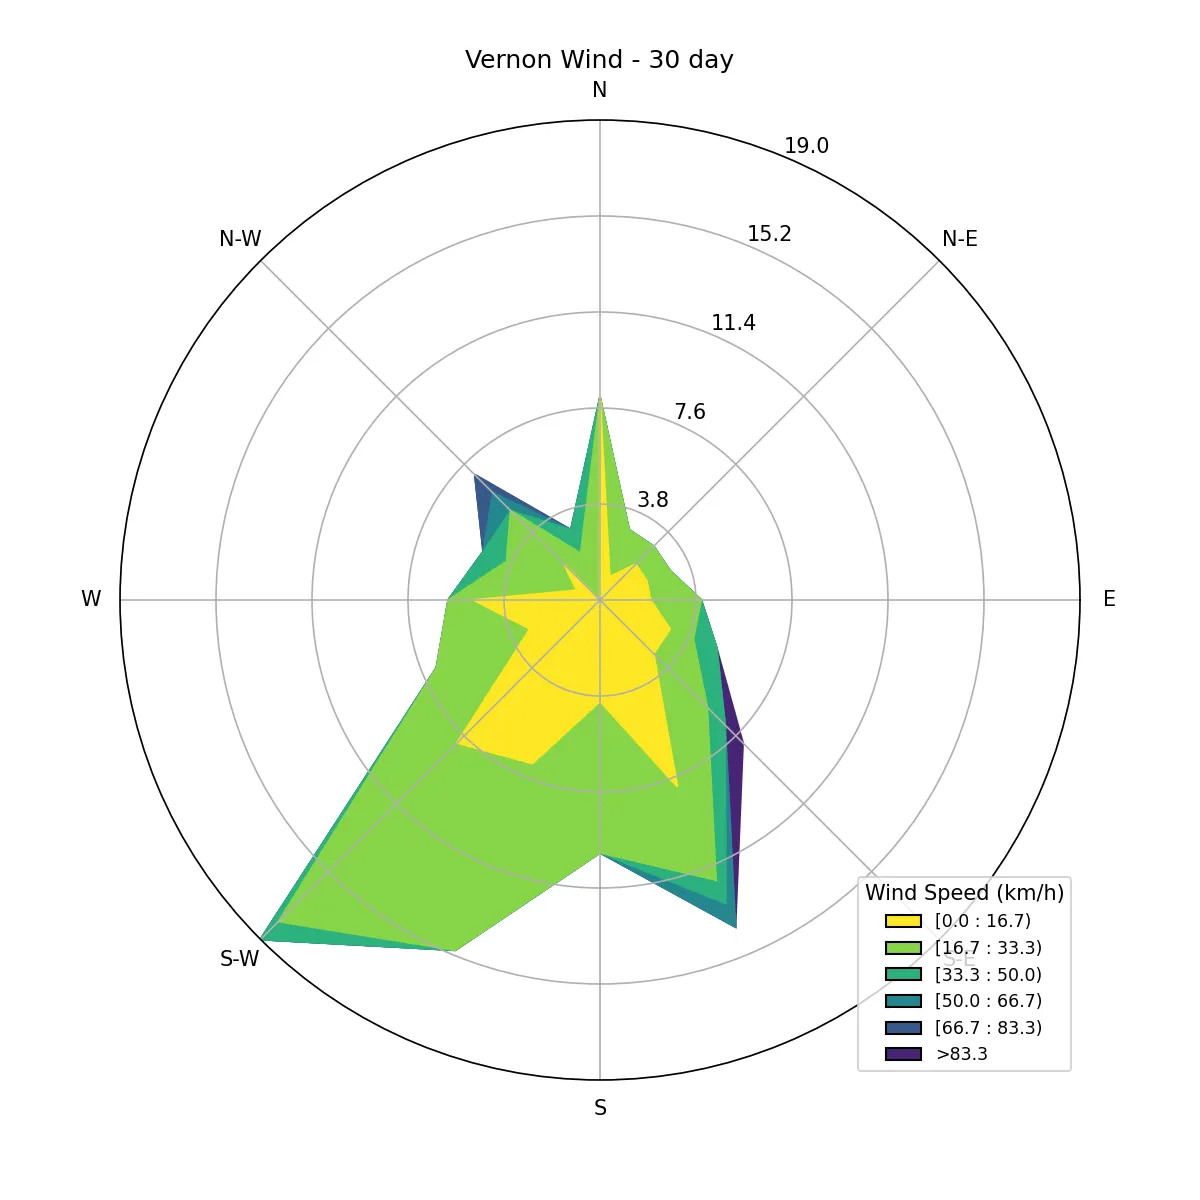 Vernon Wind - 30 day
N
19.0
N-W
15.2
N-E
11.4
7.6
3.8
W
E
Wind Speed (km/h)
[0.0 : 16.7)
[16.7 : 33.3)
S-W
S-E
[33.3 : 50.0)
[50.0 : 66.7)
[66.7 : 83.3)
>83.3
S